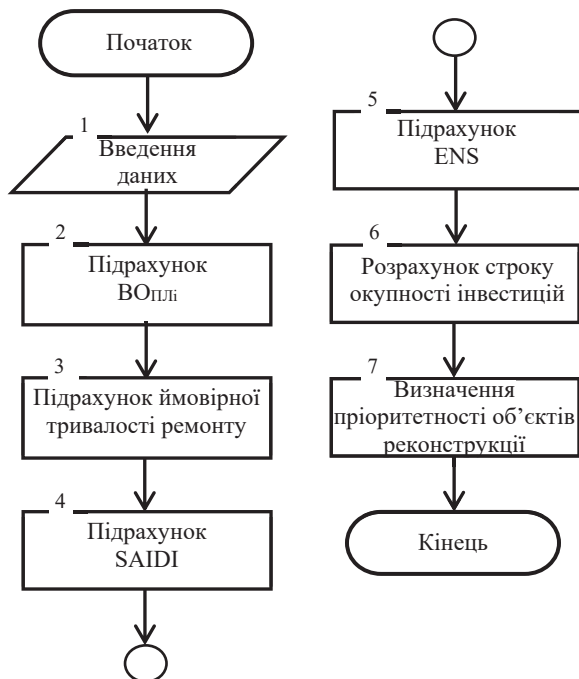 Початок
1
Введення
даних
2
Підрахунок
ВОПЛі
3
Підрахунок ймовірної
тривалості ремонту
4
Підрахунок
SAIDI
5
Підрахунок
ENS
6
Розрахунок строку
окупності інвестицій
7
Визначення
пріоритетності об’єктів
реконструкції
Кінець